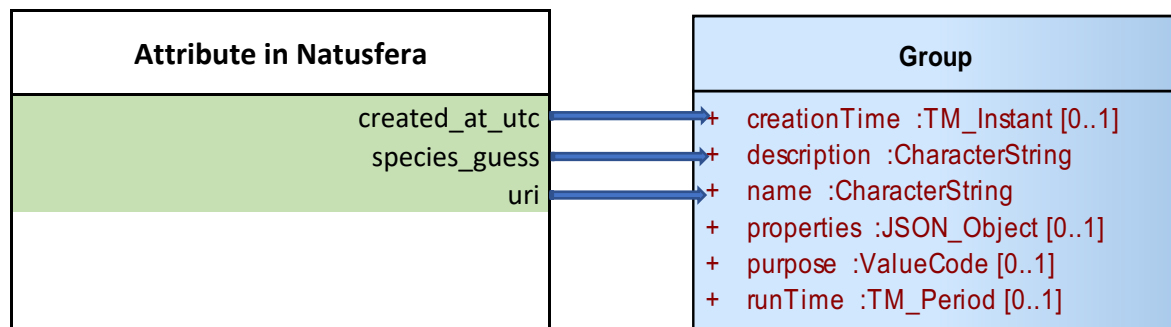 Attribute in Natusfera
created_at_utc
species_guess
uri
Group
+ creationTime :TM_Instant [0..1]
+ description :CharacterString
+ name :CharacterString
+ properties :JSON_Object [0..1]
+ purpose :ValueCode [0..1]
+ runTime :TM_Period [0..1]